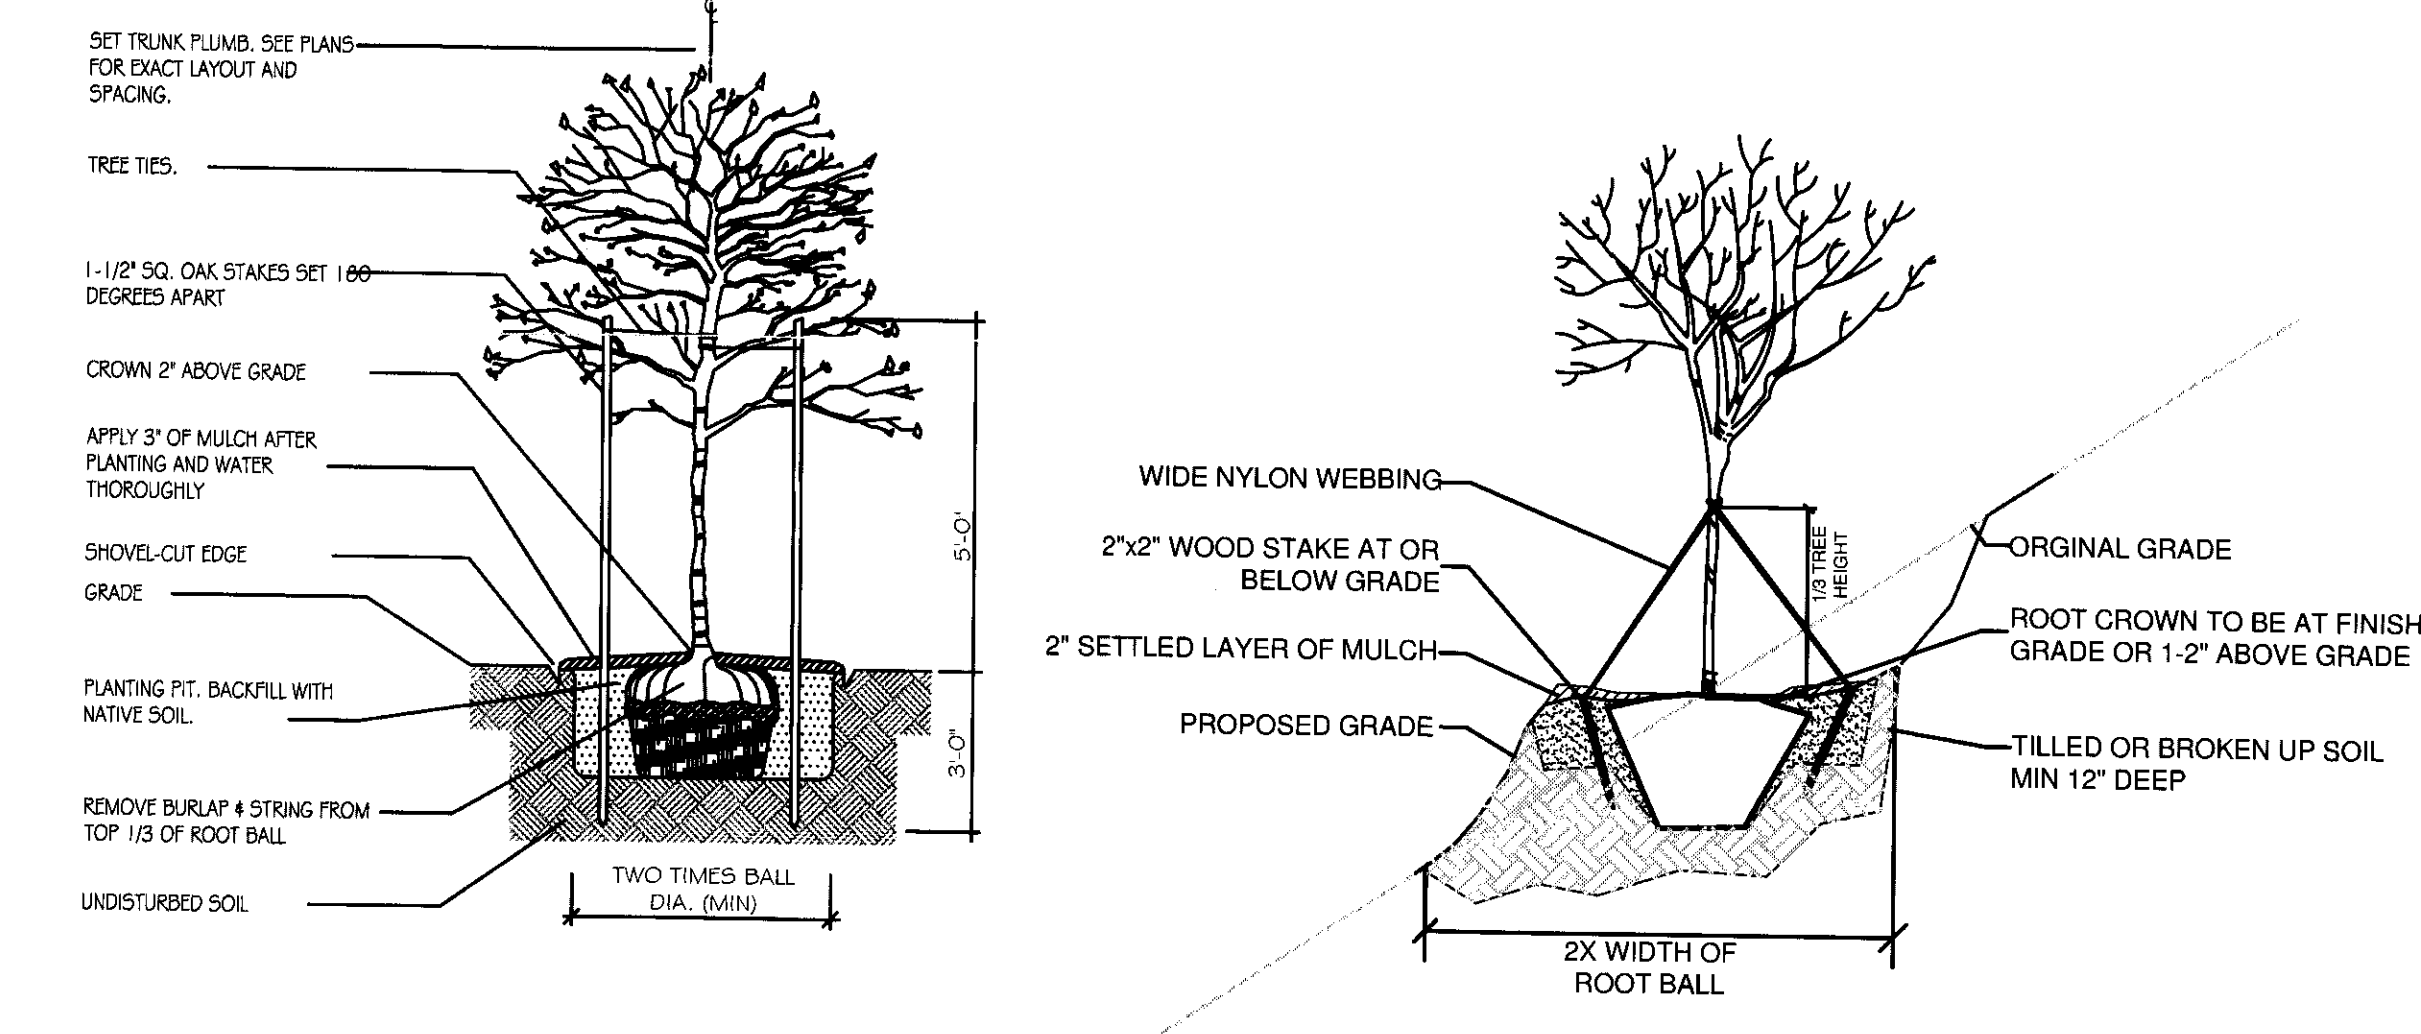 SET TRUNK PLUMB. SEE PLANS
FOR EXACT LAYOUT AND
SPACING.
TREE TIES.
1-1/2" SQ. OAK STAKES SET 180
DEGREES APART
CROWN 2" ABOVE GRADE
APPLY 3" OF MULCH AFTER
PLANTING AND WATER
THOROUGHLY
SHOVEL-CUT EDGE
GRADE
PLANTING PIT. BACKFILL WITH
NATIVE SOIL.
REMOVE BURLAP & STRING FROM
TOP 1/3 OF ROOT BALL
UNDISTURBED SOIL
5'-0"
3'-0"
TWO TIMES BALL
DIA. (MIN)
WIDE NYLON WEBBING
2"x2" WOOD STAKE AT OR
BELOW GRADE
2" SETTLED LAYER OF MULCH
PROPOSED GRADE
1/3 TREE
HEIGHT
ORGINAL GRADE
ROOT CROWN TO BE AT FINISH
GRADE OR 1-2" ABOVE GRADE
TILLED OR BROKEN UP SOIL
MIN 12" DEEP
2X WIDTH OF
ROOT BALL